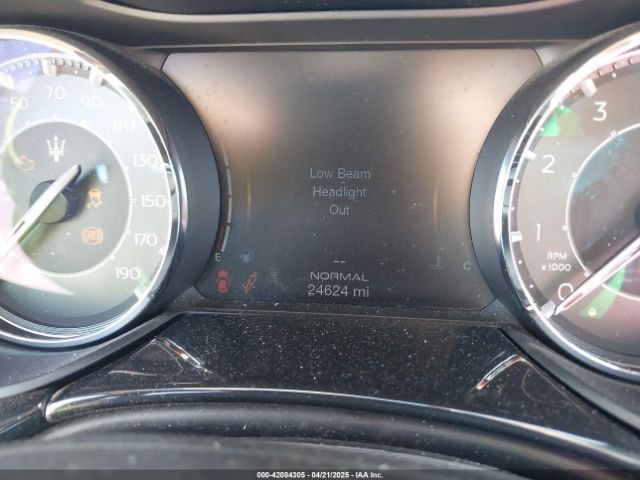 50 70 90 110 130 150 170 190
Low Beam
Headlight
Out
--
E
C
NORMAL
24624 mi
3
2
1
0
RPM
x1000
000-42084305 - 04/21/2025 - IAA Inc.